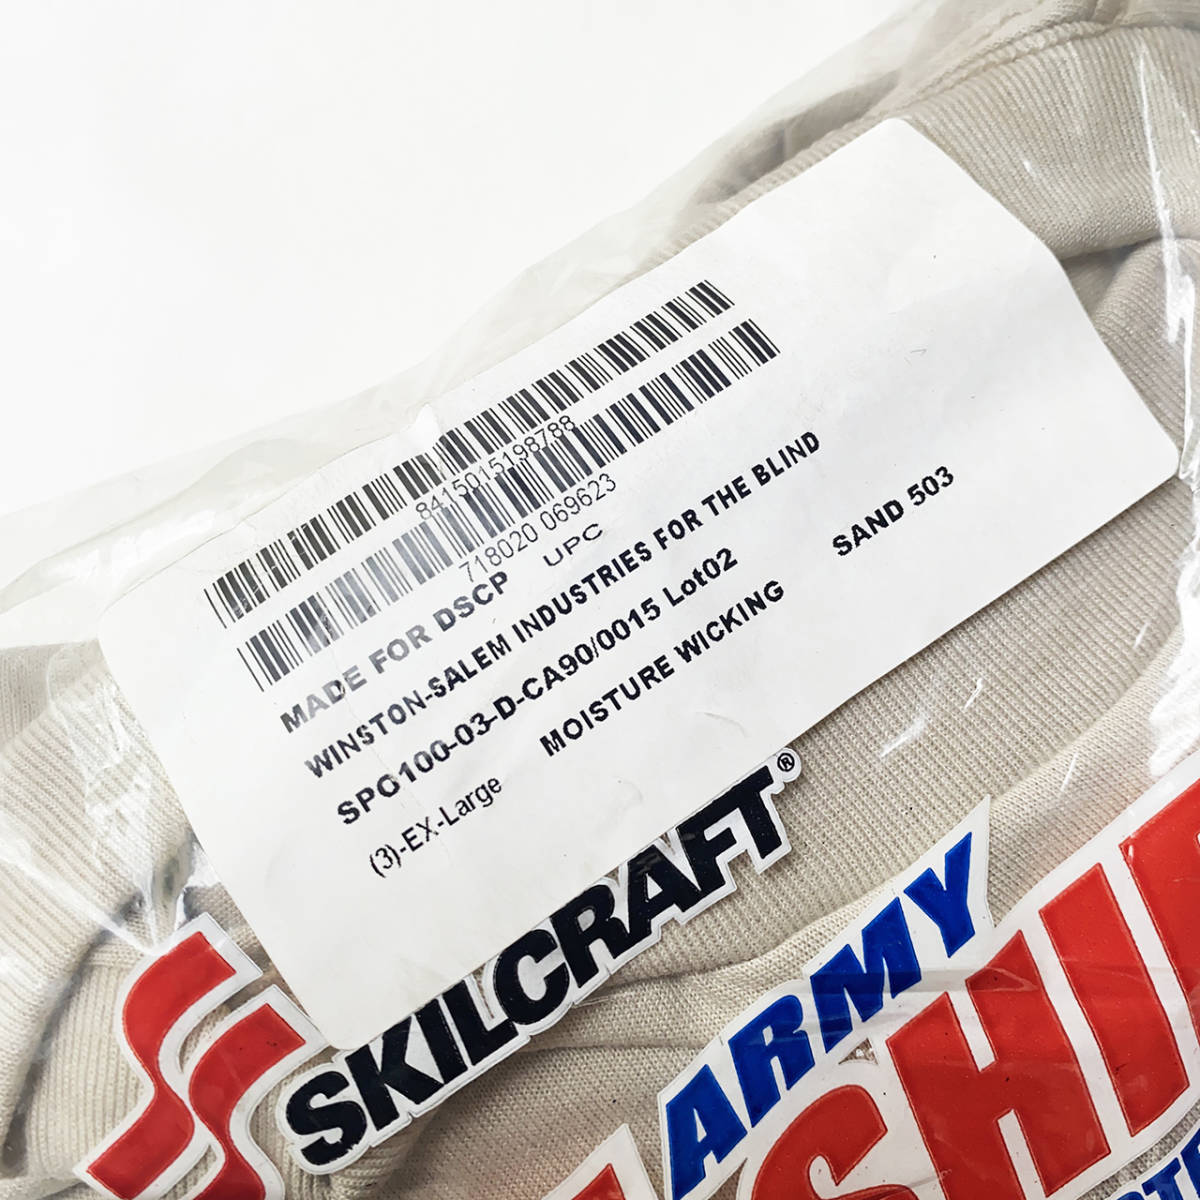 8415015198788
718020 069623
MADE FOR DSCP UPC
WINSTON-SALEM INDUSTRIES FOR THE BLIND
SPO100-03-D-CA90/0015 Lot02
MOISTURE WICKING SAND 503
(3)-EX-Large
SKILCRAFT®
ARMY